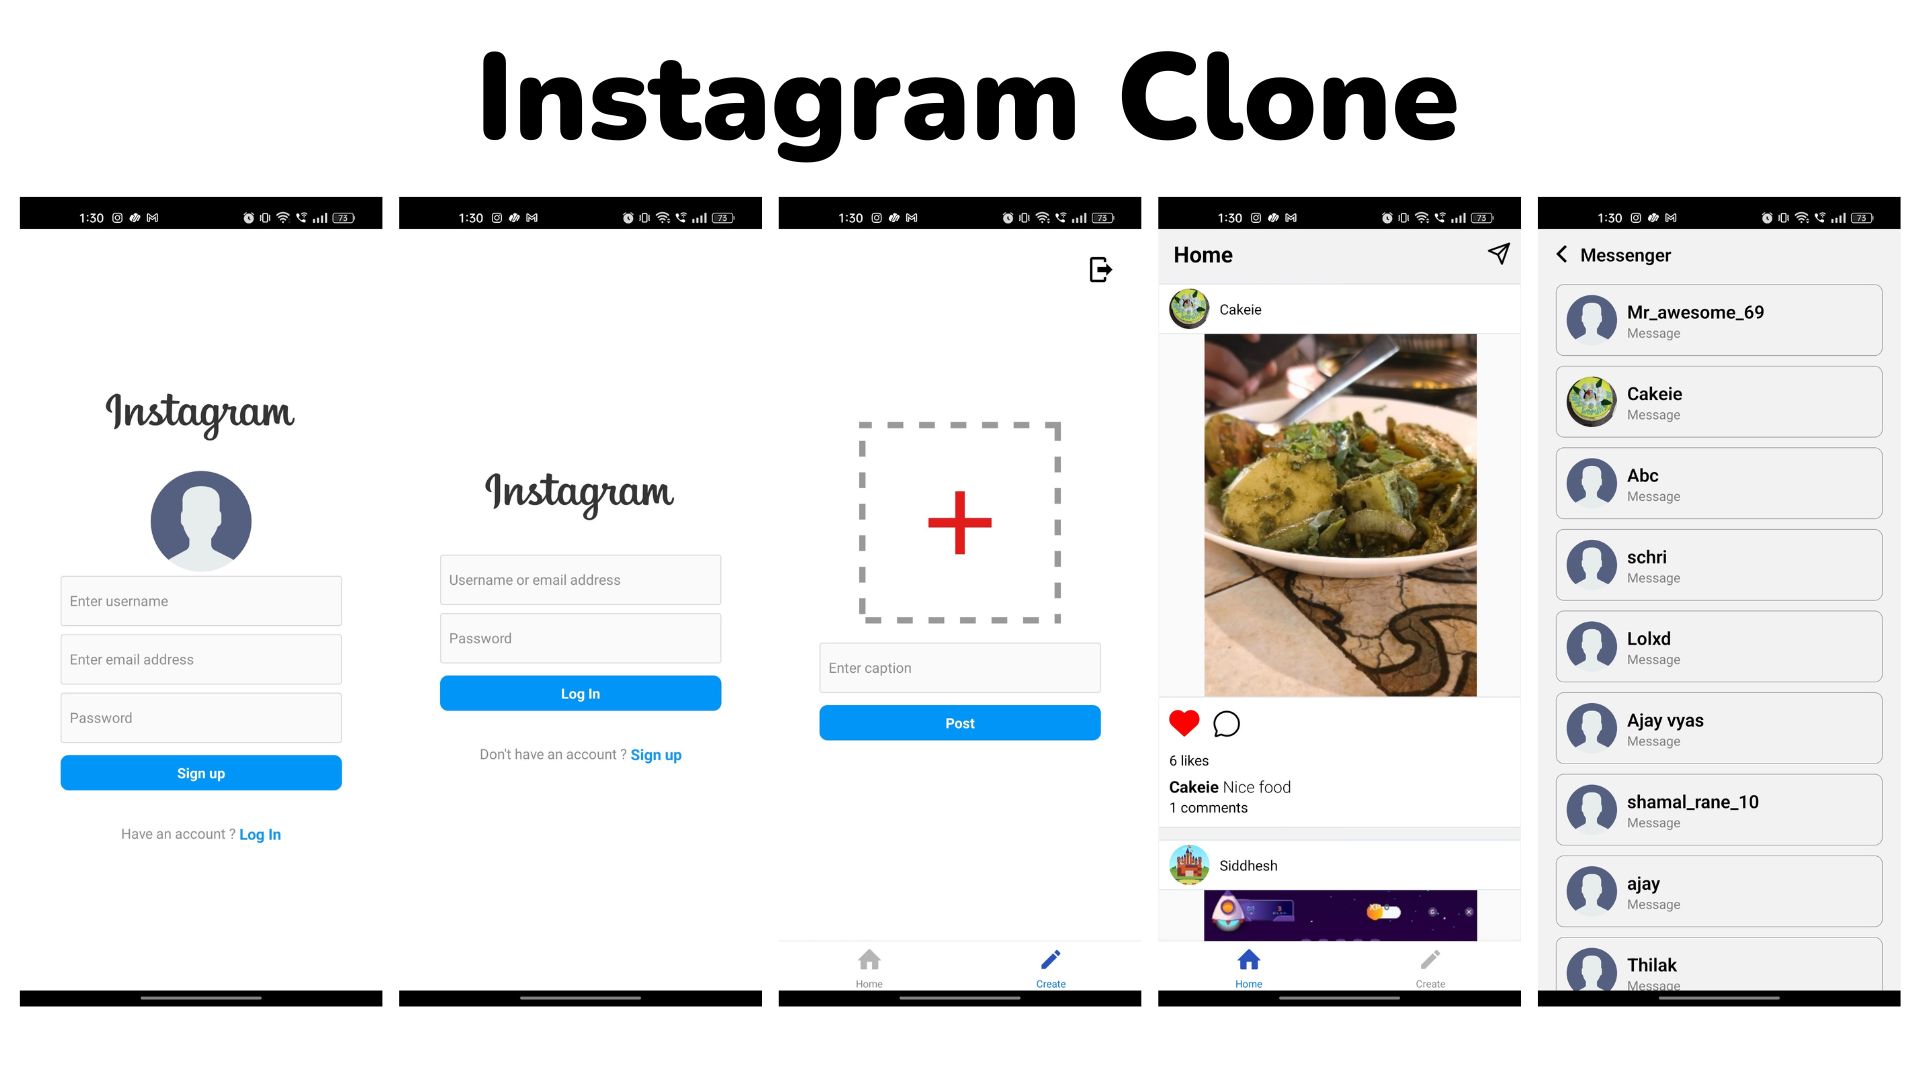 Instagram Clone
1:30
73
Instagram
Enter username
Enter email address
Password
Sign up
Have an account ? Log In
1:30
73
Instagram
Username or email address
Password
Log In
Don't have an account ? Sign up
1:30
73
Enter caption
Post
Home
Create
1:30
73
Home
Cakeie
6 likes
Cakeie Nice food
1 comments
Siddhesh
3
Home
Create
1:30
73
Messenger
Mr_awesome_69
Message
Cakeie
Message
Abc
Message
schri
Message
Lolxd
Message
Ajay vyas
Message
shamal_rane_10
Message
ajay
Message
Thilak
Message